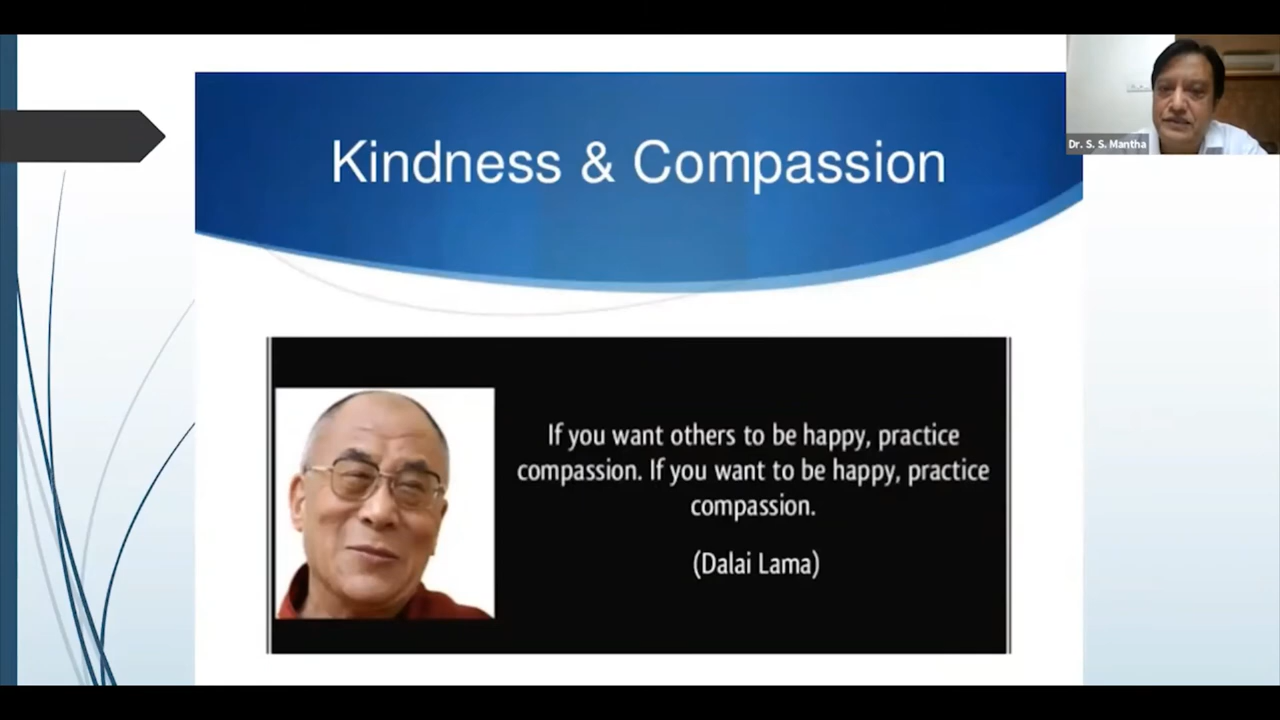 Kindness & Compassion
Dr. S. S. Mantha
If you want others to be happy, practice
compassion. If you want to be happy, practice
compassion.
(Dalai Lama)